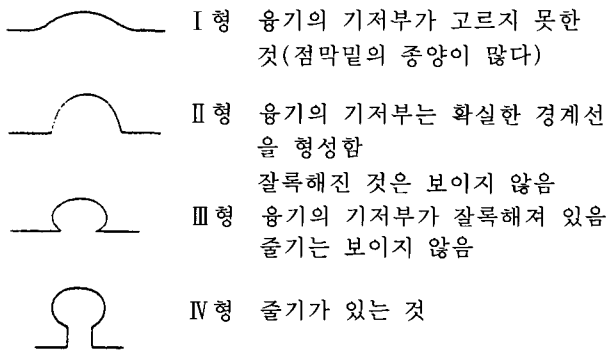 Ⅰ형 융기의 기저부가 고르지 못한
것(점막밑의 종양이 많다)
Ⅱ형 융기의 기저부는 확실한 경계선
을 형성함
잘록해진 것은 보이지 않음
Ⅲ형 융기의 기저부가 잘록해져 있음
줄기는 보이지 않음
Ⅳ형 줄기가 있는 것